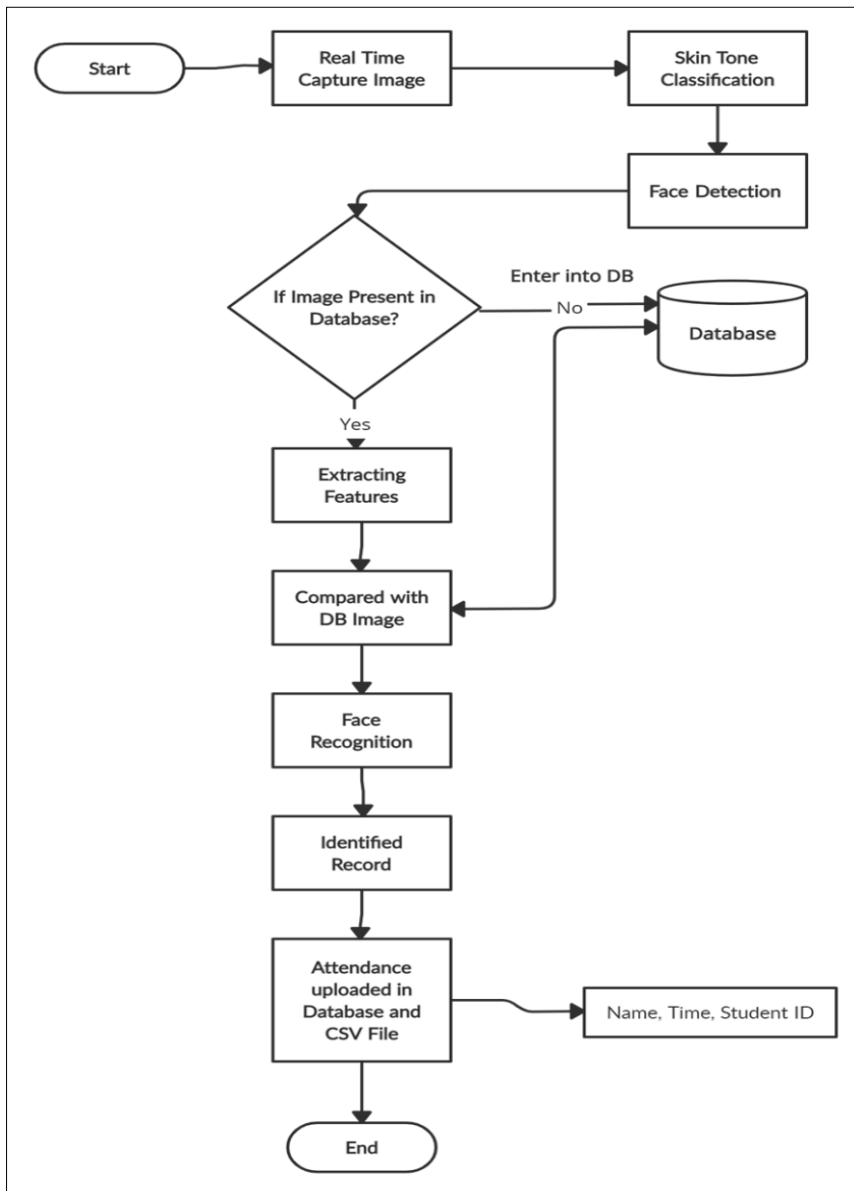 Start
Real Time
Capture Image
Skin Tone
Classification
Face Detection
If Image Present in
Database?
Enter into DB
No
Database
Yes
Extracting
Features
Compared with
DB Image
Face
Recognition
Identified
Record
Attendance
uploaded in
Database and
CSV File
Name, Time, Student ID
End